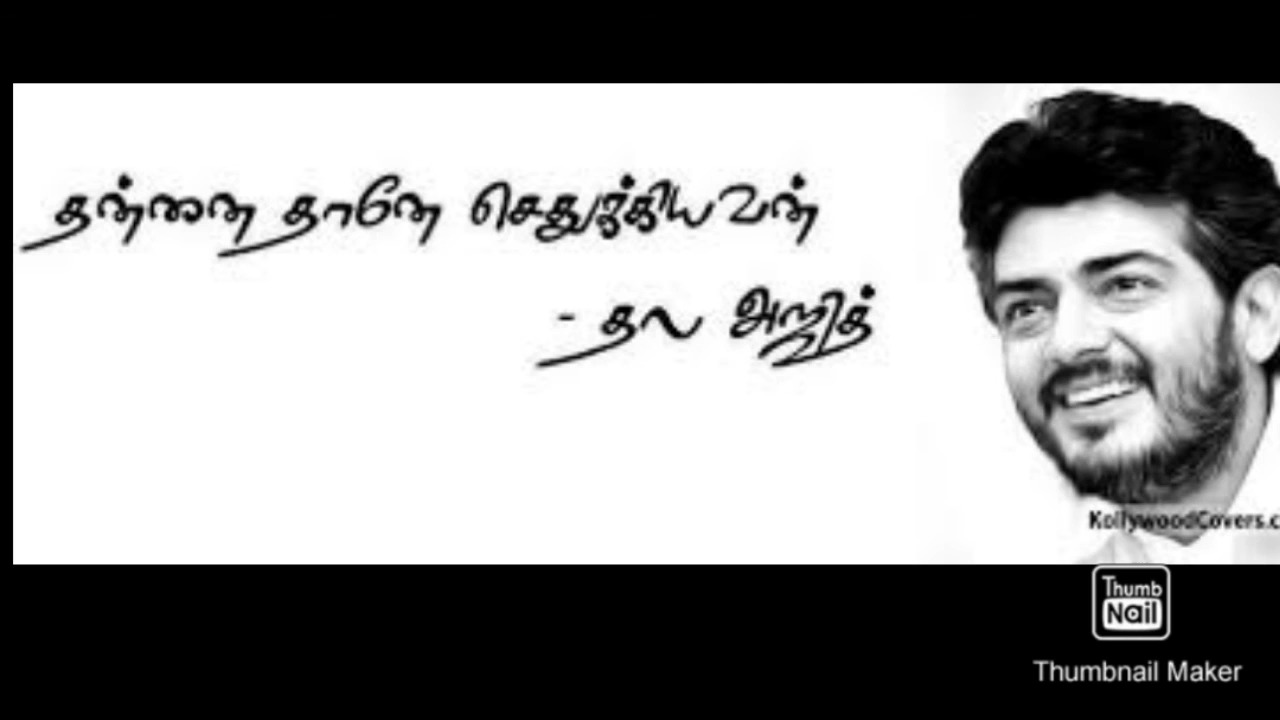 தன்னை தானே செதுக்கியவன்
- தல அஜித்
KollywoodCovers.c
Thumb
Nail
Thumbnail Maker